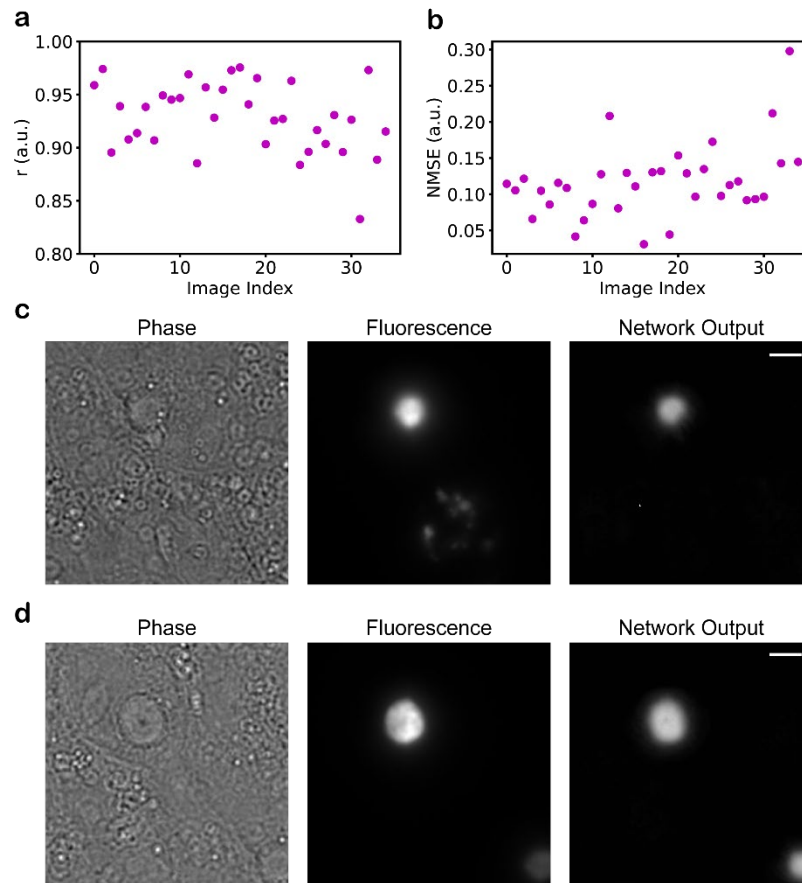 a
1.00
0.95
0.90
0.85
0.80
r (a.u.)
0 10 20 30
Image Index
b
0.30
0.25
0.20
0.15
0.10
0.05
NMSE (a.u.)
0 10 20 30
Image Index
c
Phase Fluorescence Network Output
d
Phase Fluorescence Network Output